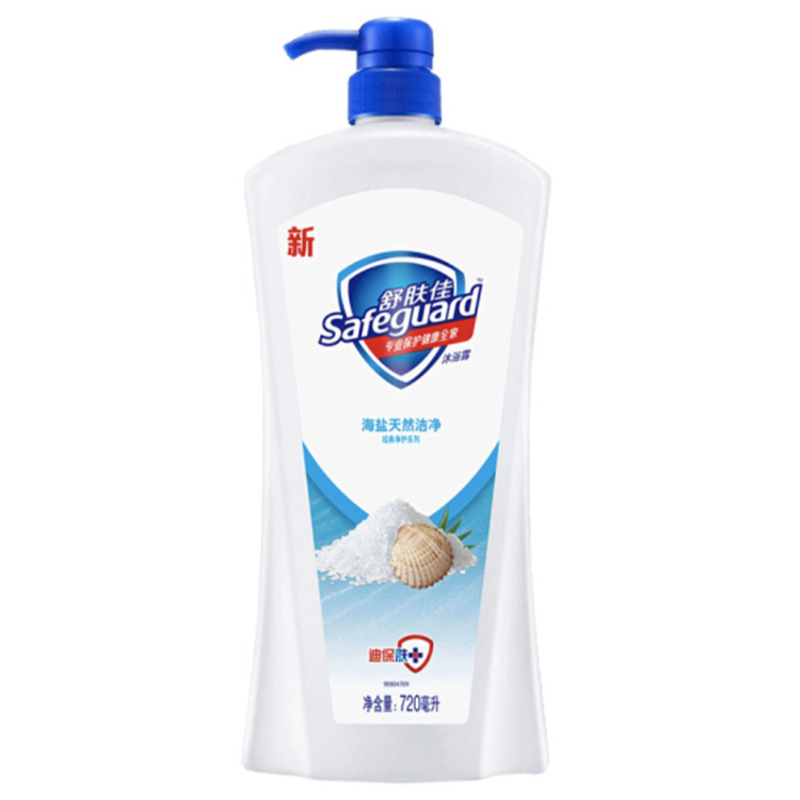 新
舒肤佳
Safeguard™
专业保护健康全家
沐浴露
海盐天然洁净
经典净护系列
迪保肤
净含量：720毫升